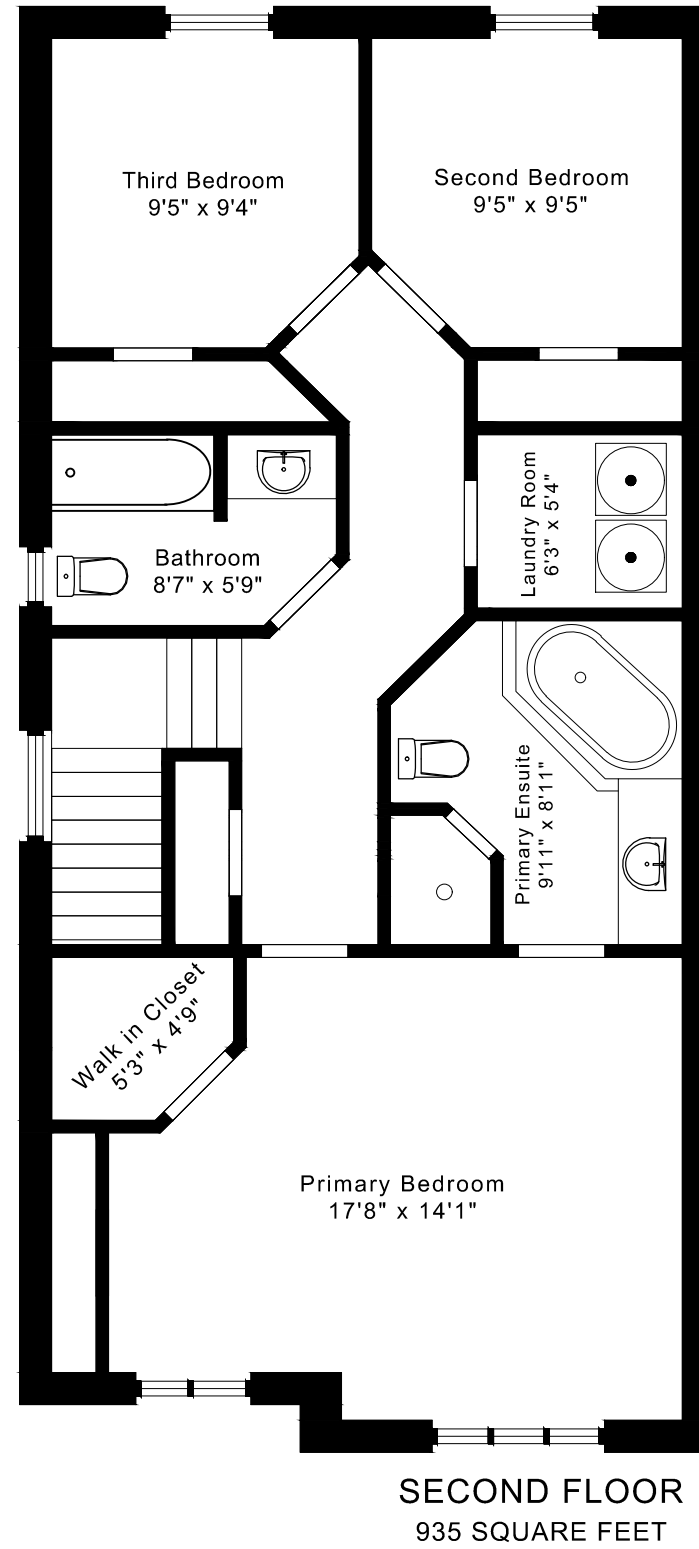 Third Bedroom
9'5" x 9'4"
Second Bedroom
9'5" x 9'5"
Laundry Room
6'3" x 5'4"
Bathroom
8'7" x 5'9"
Primary Ensuite
9'11" x 8'11"
Walk in Closet
5'3" x 4'9"
Primary Bedroom
17'8" x 14'1"
SECOND FLOOR
935 SQUARE FEET